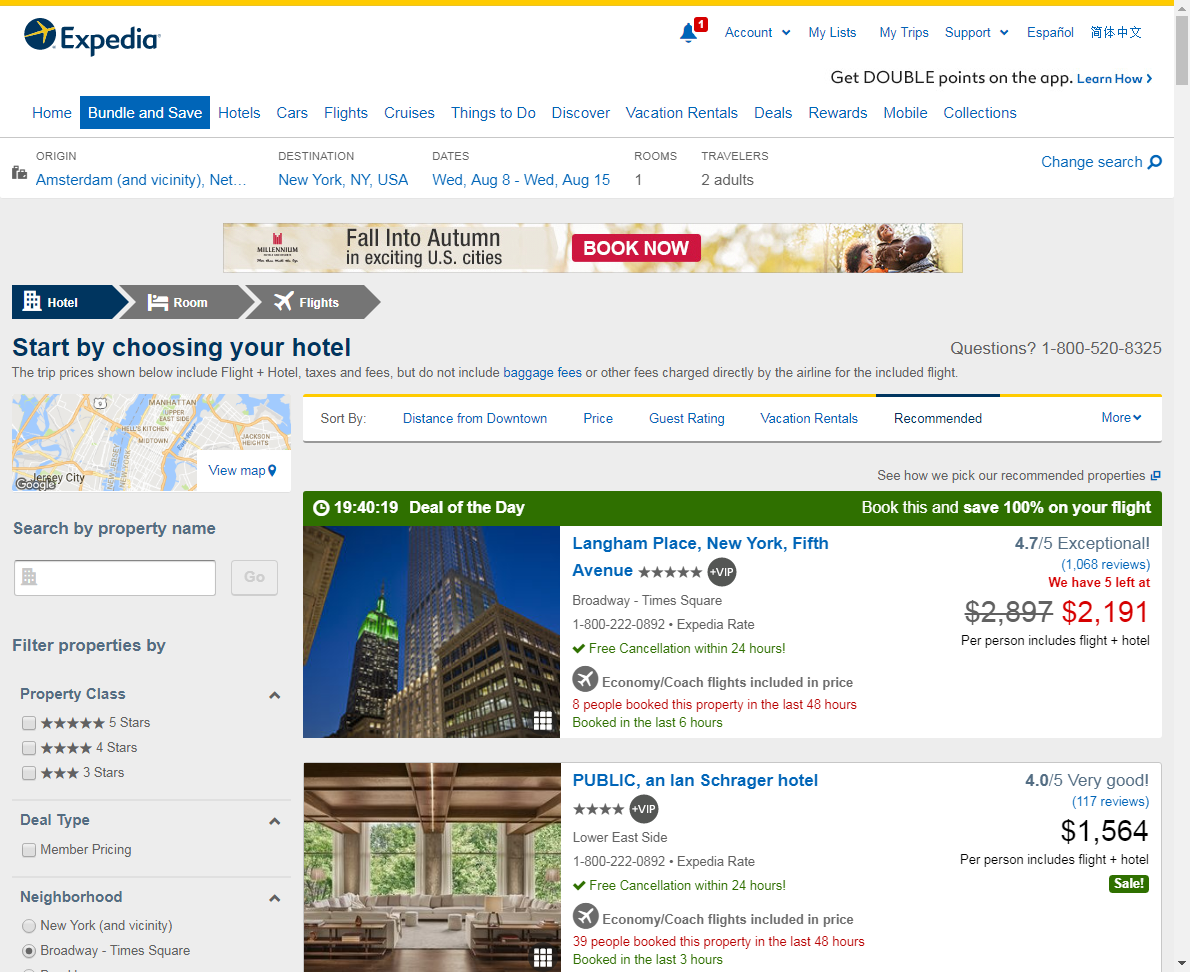 Expedia
1
Account
My Lists
My Trips
Support
Español
简体中文
Get DOUBLE points on the app. Learn How
Home
Bundle and Save
Hotels
Cars
Flights
Cruises
Things to Do
Discover
Vacation Rentals
Deals
Rewards
Mobile
Collections
ORIGIN
Amsterdam (and vicinity), Net...
DESTINATION
New York, NY, USA
DATES
Wed, Aug 8 - Wed, Aug 15
ROOMS
1
TRAVELERS
2 adults
Change search
MILLENNIUM
Fall Into Autumn
in exciting U.S. cities
BOOK NOW
Hotel
Room
Flights
Start by choosing your hotel
Questions? 1-800-520-8325
The trip prices shown below include Flight + Hotel, taxes and fees, but do not include baggage fees or other fees charged directly by the airline for the included flight.
9
MANHATTAN
UPPER
EAST SIDE
HELL'S KITCHEN
MIDTOWN
JACKSON
HEIGHTS
East River
NEW JERSEY
NEW YORK
Jersey City
Google
View map
Sort By:
Distance from Downtown
Price
Guest Rating
Vacation Rentals
Recommended
More
See how we pick our recommended properties
Search by property name
Go
Filter properties by
Property Class
5 Stars
4 Stars
3 Stars
Deal Type
Member Pricing
Neighborhood
New York (and vicinity)
Broadway - Times Square
19:40:19 Deal of the Day
Book this and save 100% on your flight
Langham Place, New York, Fifth
Avenue ★★★★★ +VIP
Broadway - Times Square
1-800-222-0892 • Expedia Rate
Free Cancellation within 24 hours!
Economy/Coach flights included in price
8 people booked this property in the last 48 hours
Booked in the last 6 hours
4.7/5 Exceptional!
(1,068 reviews)
We have 5 left at
$2,897 $2,191
Per person includes flight + hotel
PUBLIC, an Ian Schrager hotel
★★★★ +VIP
Lower East Side
1-800-222-0892 • Expedia Rate
Free Cancellation within 24 hours!
Economy/Coach flights included in price
39 people booked this property in the last 48 hours
Booked in the last 3 hours
4.0/5 Very good!
(117 reviews)
$1,564
Per person includes flight + hotel
Sale!